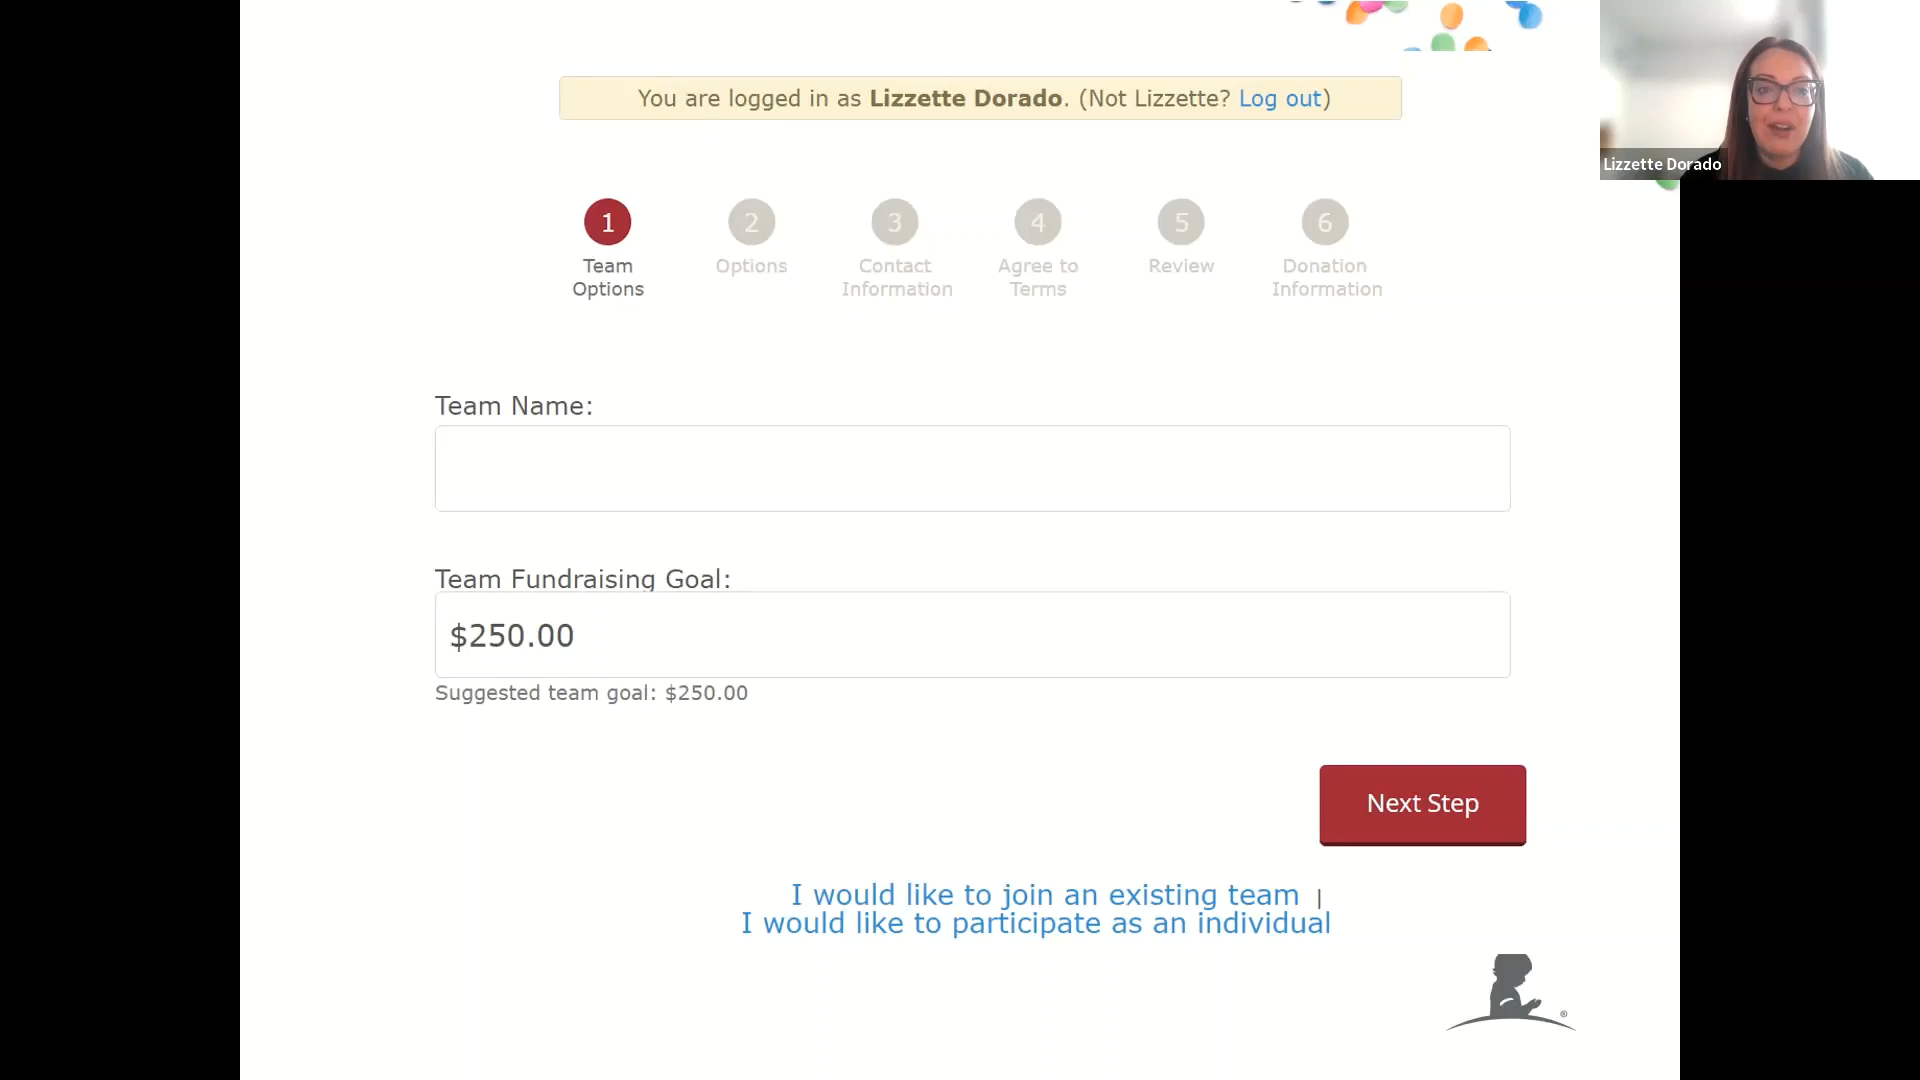 You are logged in as Lizzette Dorado. (Not Lizzette? Log out)
Lizzette Dorado
1
2
3
4
5
6
Team
Options
Options
Contact
Information
Agree to
Terms
Review
Donation
Information
Team Name:
Team Fundraising Goal:
$250.00
Suggested team goal: $250.00
Next Step
I would like to join an existing team |
I would like to participate as an individual
®